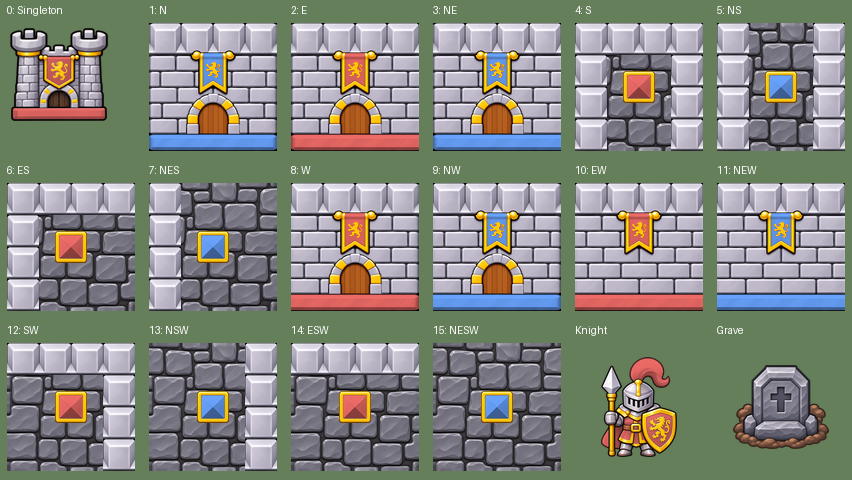 0: Singleton
1: N
2: E
3: NE
4: S
5: NS
6: ES
7: NES
8: W
9: NW
10: EW
11: NEW
12: SW
13: NSW
14: ESW
15: NESW
Knight
Grave